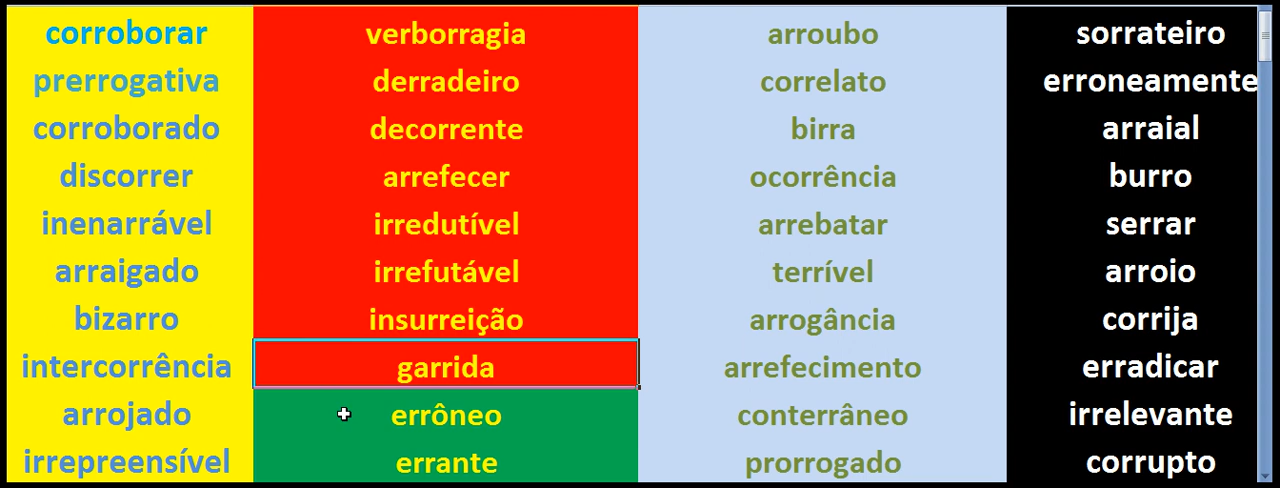 corroborar verborragia arroubo sorrateiro
prerrogativa derradeiro correlato erroneamente
corroborado decorrente birra arraial
discorrer arrefecer ocorrência burro
inenarrável irredutível arrebatar serrar
arraigado irrefutável terrível arroio
bizarro insurreição arrogância corrija
intercorrência garrida arrefecimento erradicar
arrojado errôneo conterrâneo irrelevante
irrepreensível errante prorrogado corrupto